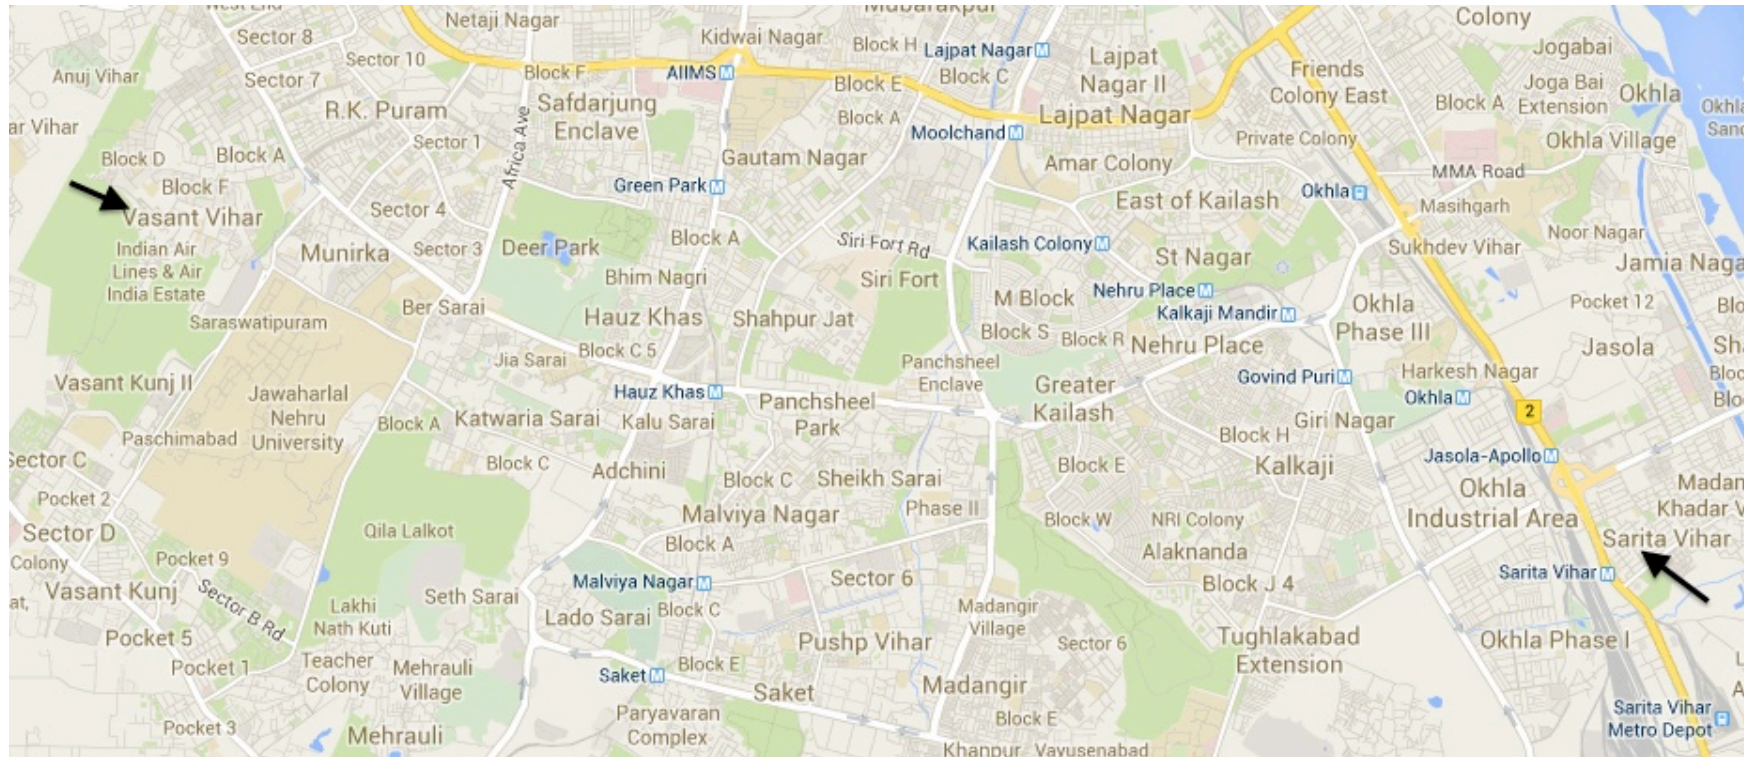 Netaji Nagar
Mubarakpur
Colony
Sector 8
Kidwai Nagar
Block H
Lajpat Nagar M
Lajpat
Nagar II
Jogabai
Sector 10
Sector 7
Anuj Vihar
Block F
AIIMS M
Block E
Block C
Friends
Colony East
Joga Bai
Extension
Okhla
Block A
R.K. Puram
Safdarjung
Enclave
Block A
Lajpat Nagar
Moolchand M
ar Vihar
Sector 1
Africa Ave
Private Colony
Okhla Village
Block D
Block A
Gautam Nagar
Amar Colony
MMA Road
Block F
Green Park M
Okhla
East of Kailash
Masihgarh
Vasant Vihar
Sector 4
Noor Nagar
Indian Air
Lines & Air
India Estate
Munirka
Sector 3
Deer Park
Block A
Siri Fort Rd
Kailash Colony M
St Nagar
Sukhdev Vihar
Jamia Naga
Bhim Nagri
Siri Fort
Nehru Place M
M Block
Pocket 12
Ber Sarai
Saraswatipuram
Hauz Khas
Shahpur Jat
Kalkaji Mandir M
Okhla
Phase III
Block S
Block R
Nehru Place
Jasola
Jia Sarai
Block C 5
Panchsheel
Enclave
Vasant Kunj II
Jawaharlal
Nehru
University
Hauz Khas M
Greater
Kailash
Govind Puri M
Harkesh Nagar
Okhla M
2
Panchsheel
Park
Block A
Katwaria Sarai
Kalu Sarai
Giri Nagar
Block H
Paschimabad
Sector C
Block C
Adchini
Block C
Sheikh Sarai
Block E
Kalkaji
Jasola-Apollo M
Okhla
Industrial Area
Madan
Khadar V
Pocket 2
Sector D
Malviya Nagar
Phase II
Block W
NRI Colony
Qila Lalkot
Block A
Alaknanda
Sarita Vihar
Colony
Pocket 9
Vasant Kunj
Sector B Rd
Malviya Nagar M
Sector 6
Block J 4
Sarita Vihar M
at,
Seth Sarai
Lakhi
Nath Kuti
Lado Sarai
Block C
Madangir
Village
Pocket 5
Pushp Vihar
Sector 6
Tughlakabad
Extension
Okhla Phase I
Pocket 1
Teacher
Colony
Mehrauli
Village
Saket M
Block E
Saket
Madangir
Pocket 3
Mehrauli
Paryavaran
Complex
Block E
Sarita Vihar
Metro Depot
Khanpur
Vayusenabad